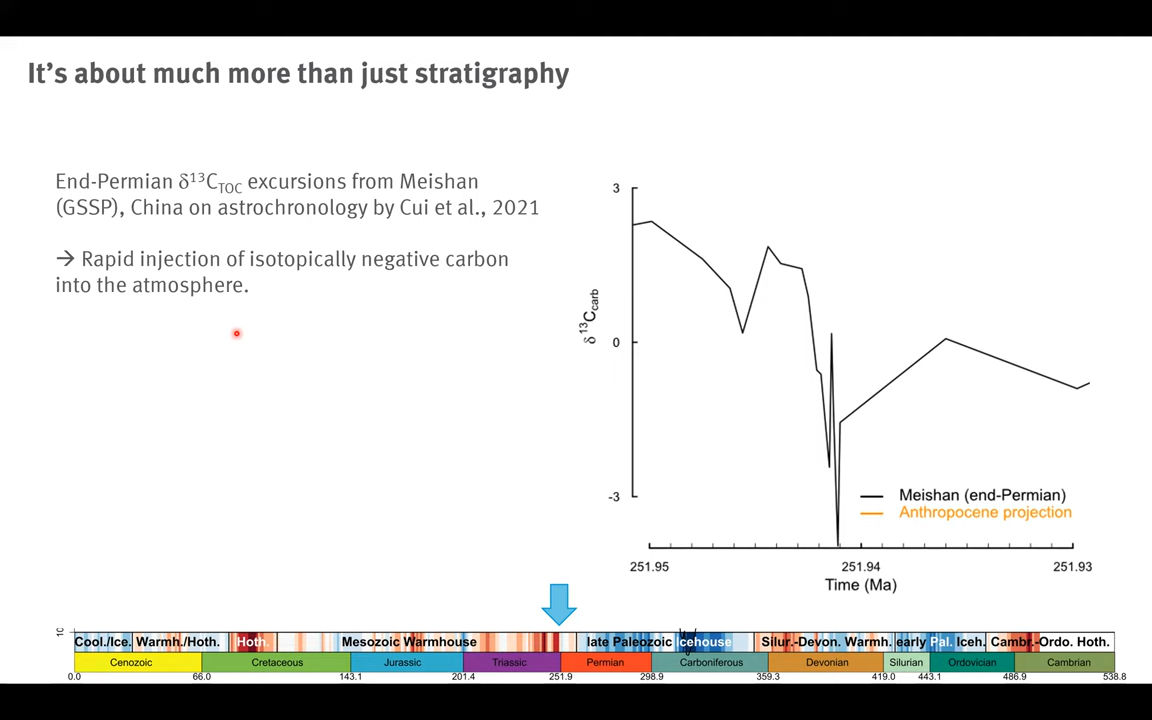 It's about much more than just stratigraphy
End-Permian δ¹³C_TOC excursions from Meishan
(GSSP), China on astrochronology by Cui et al., 2021
→ Rapid injection of isotopically negative carbon
into the atmosphere.
3
0
-3
δ ¹³C_carb
Meishan (end-Permian)
Anthropocene projection
251.95 251.94 251.93
Time (Ma)
10
Cool./Ice. Warmh./Hoth. Hoth. Mesozoic Warmhouse late Paleozoic cehouse Silur.-Devon. Warmh. early Pal. Iceh. Cambr.-Ordo. Hoth.
Cenozoic Cretaceous Jurassic Triassic Permian Carboniferous Devonian Silurian Ordovician Cambrian
0.0 66.0 143.1 201.4 251.9 298.9 359.3 419.0 443.1 486.9 538.8